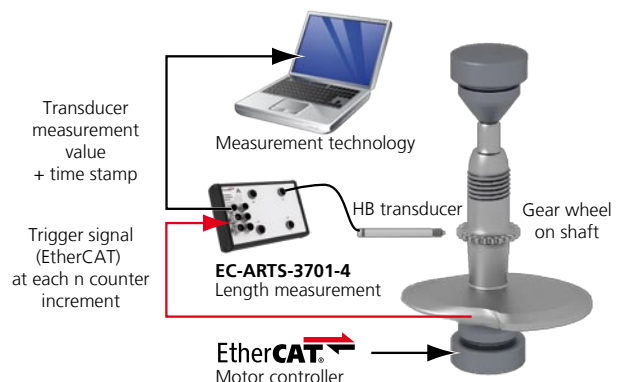 Transducer
measurement
value
+ time stamp
Measurement technology
Trigger signal
(EtherCAT)
at each n counter
increment
HB transducer
Gear wheel
on shaft
EC-ARTS-3701-4
Length measurement
EtherCAT®
Motor controller